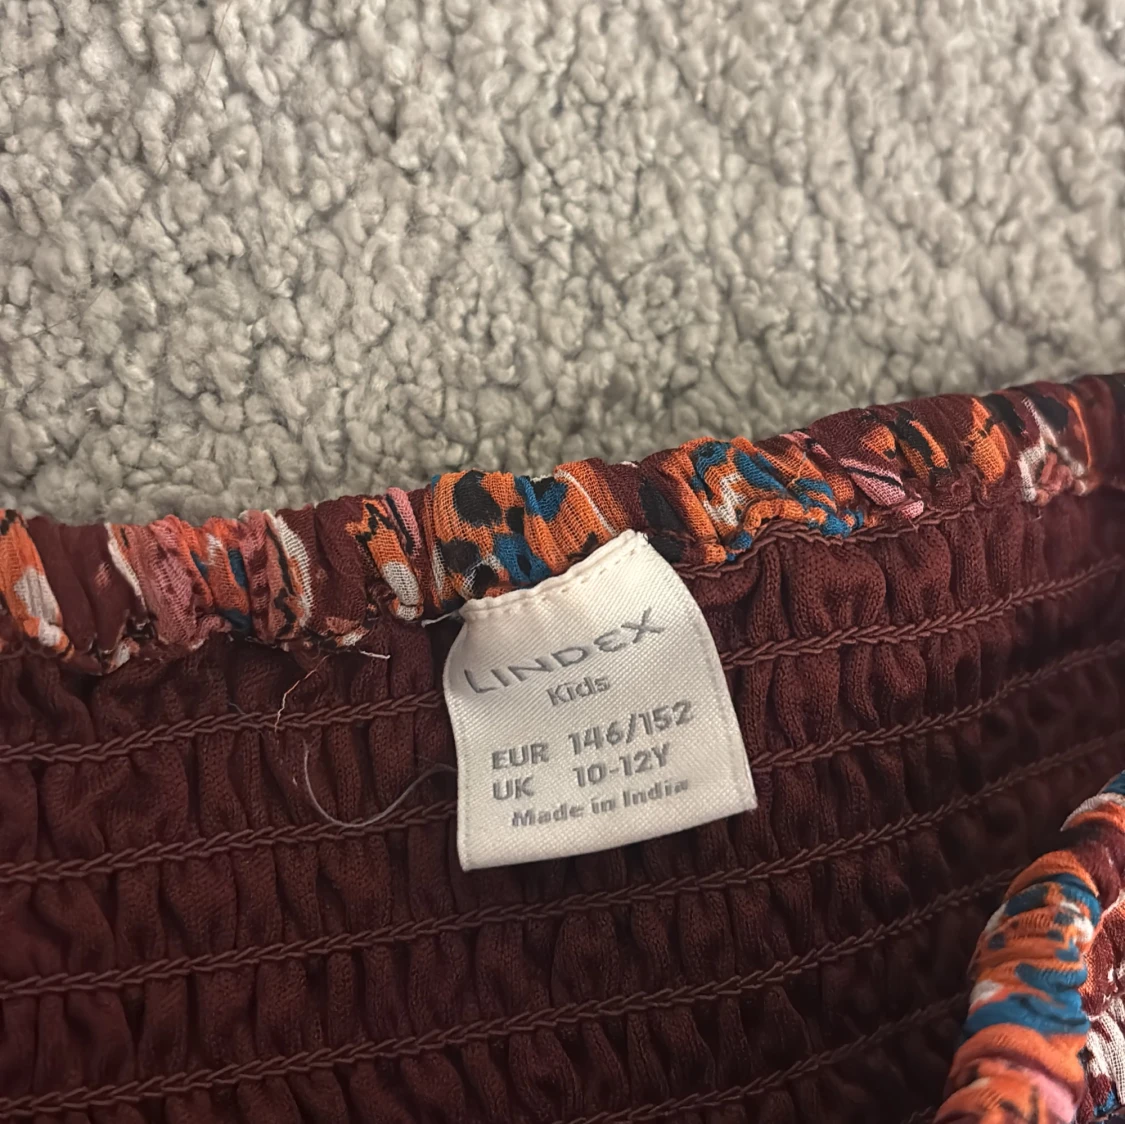 LINDEX
Kids
EUR 146/152
UK 10-12Y
Made in India